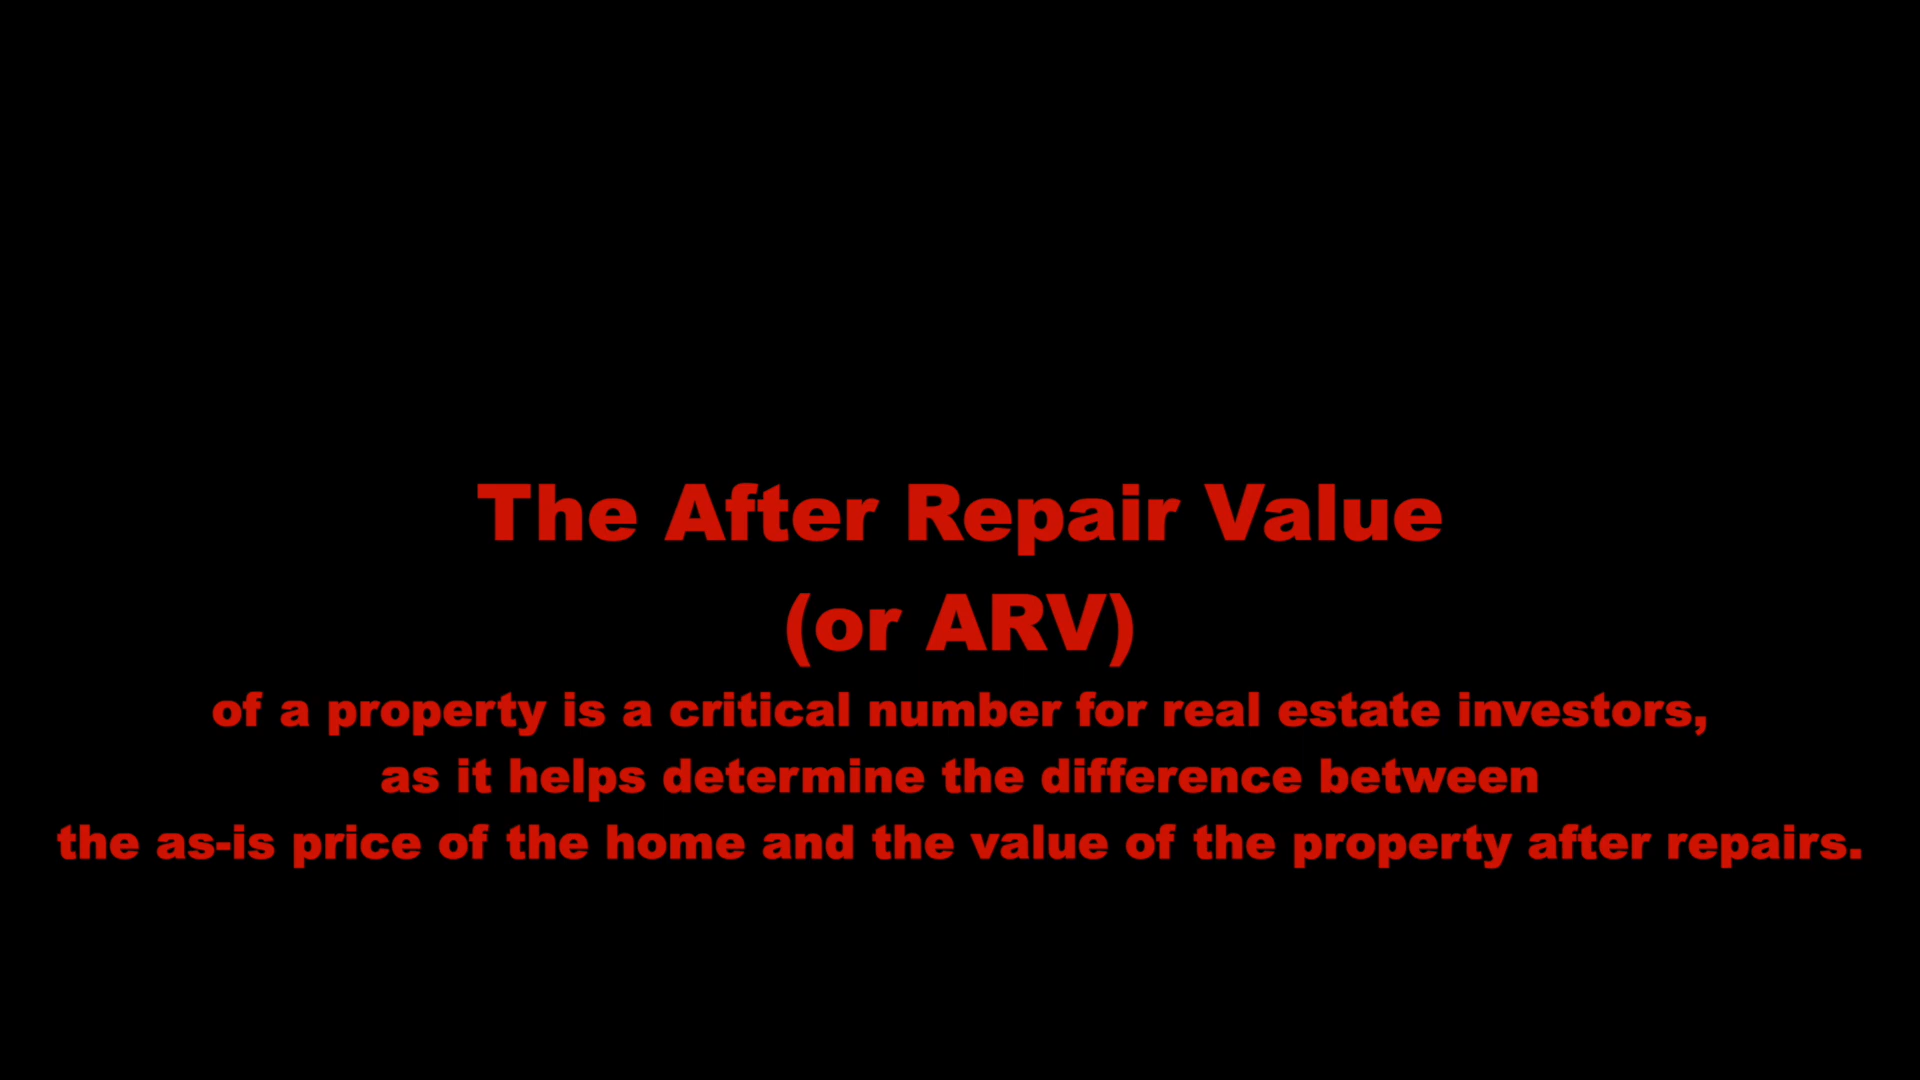 The After Repair Value
(or ARV)
of a property is a critical number for real estate investors,
as it helps determine the difference between
the as-is price of the home and the value of the property after repairs.